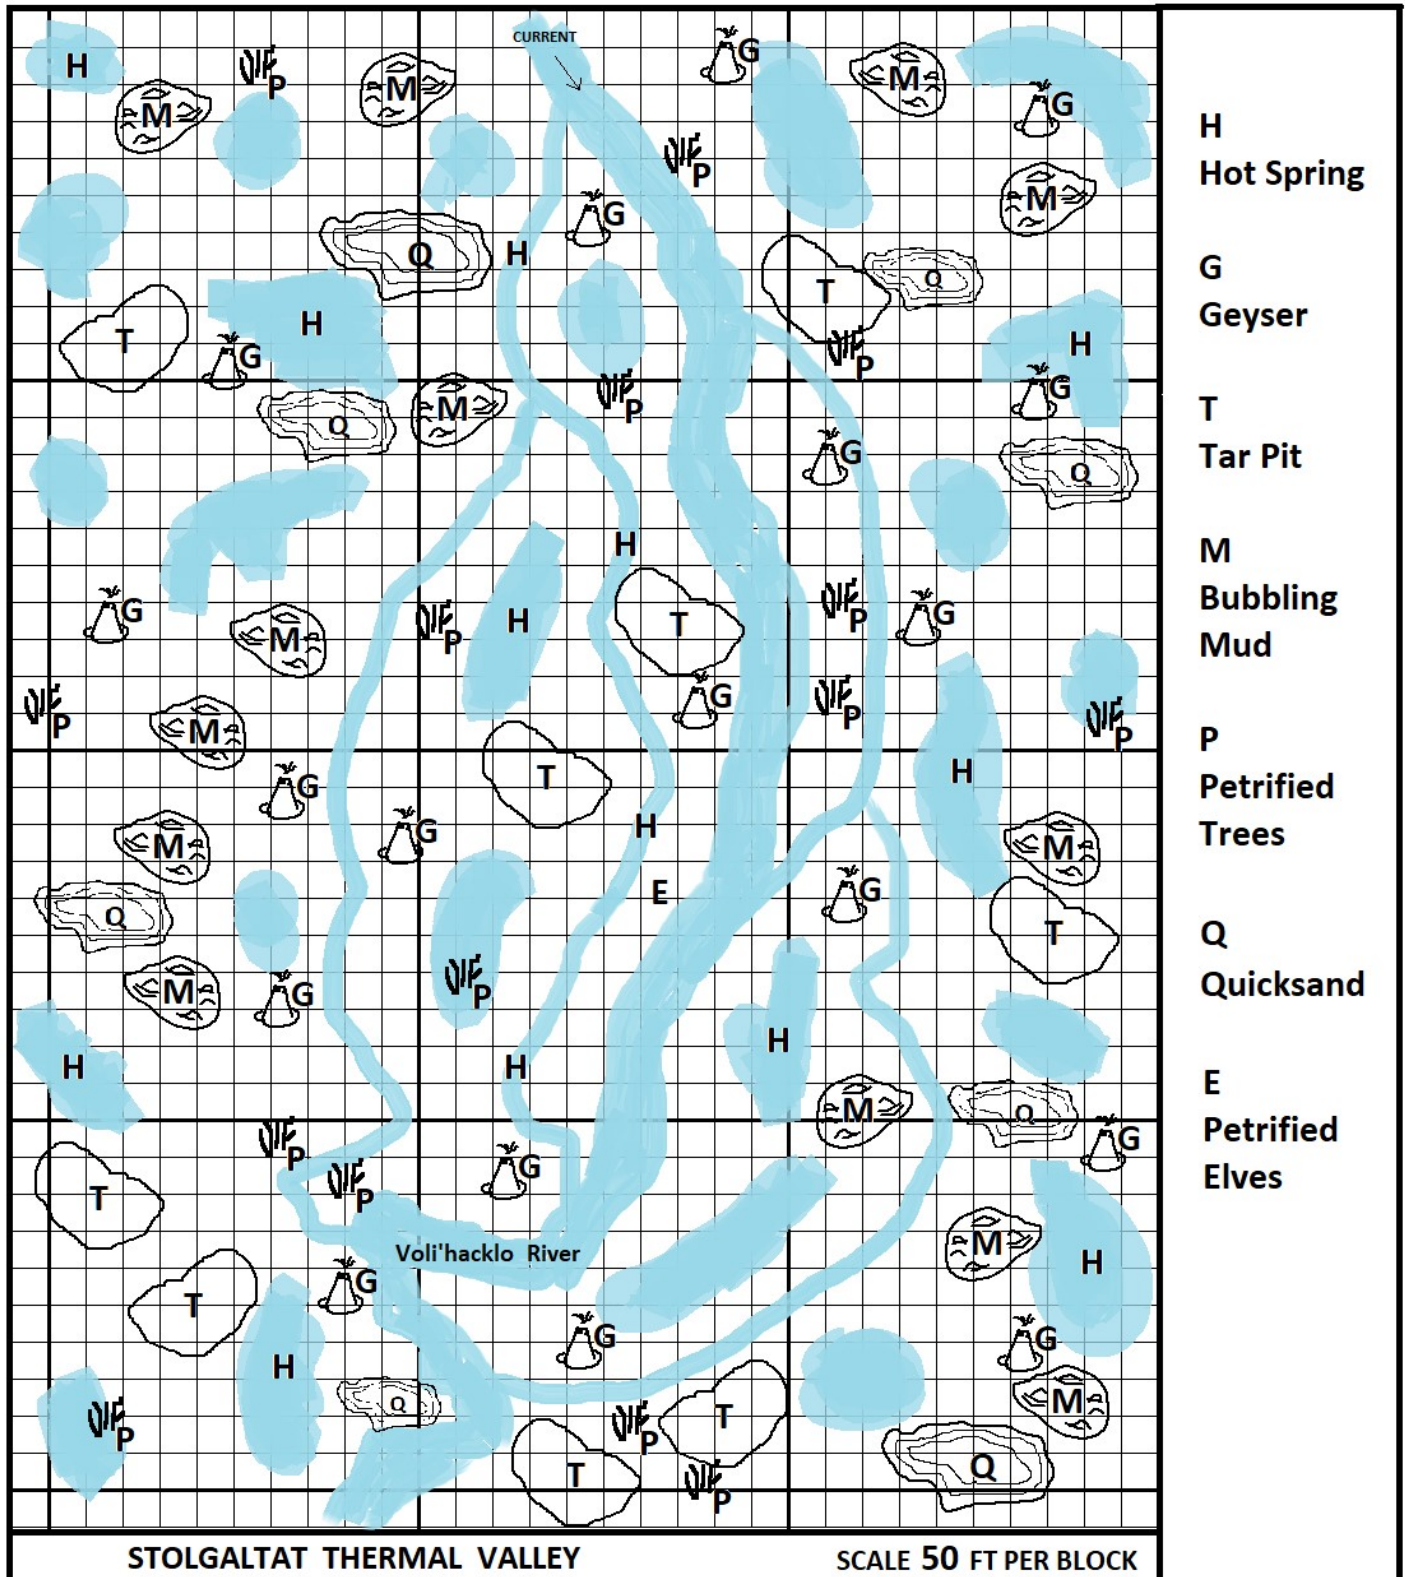 CURRENT
G
H
M
P
M
G
M
P
M
G
H
Q
Q
T
H
T
H
G
P
G
M
P
Q
G
Q
H
G
G
P
H
T
M
P
G
P
P
M
P
H
T
G
H
G
M
M
G
E
Q
T
M
G
P
H
H
H
M
Q
G
P
G
T
P
M
Voli'hacklo River
H
G
T
G
G
H
M
Q
T
P
P
Q
T
P
STOLGALTAT THERMAL VALLEY
SCALE 50 FT PER BLOCK
H
Hot Spring
G
Geyser
T
Tar Pit
M
Bubbling
Mud
P
Petrified
Trees
Q
Quicksand
E
Petrified
Elves